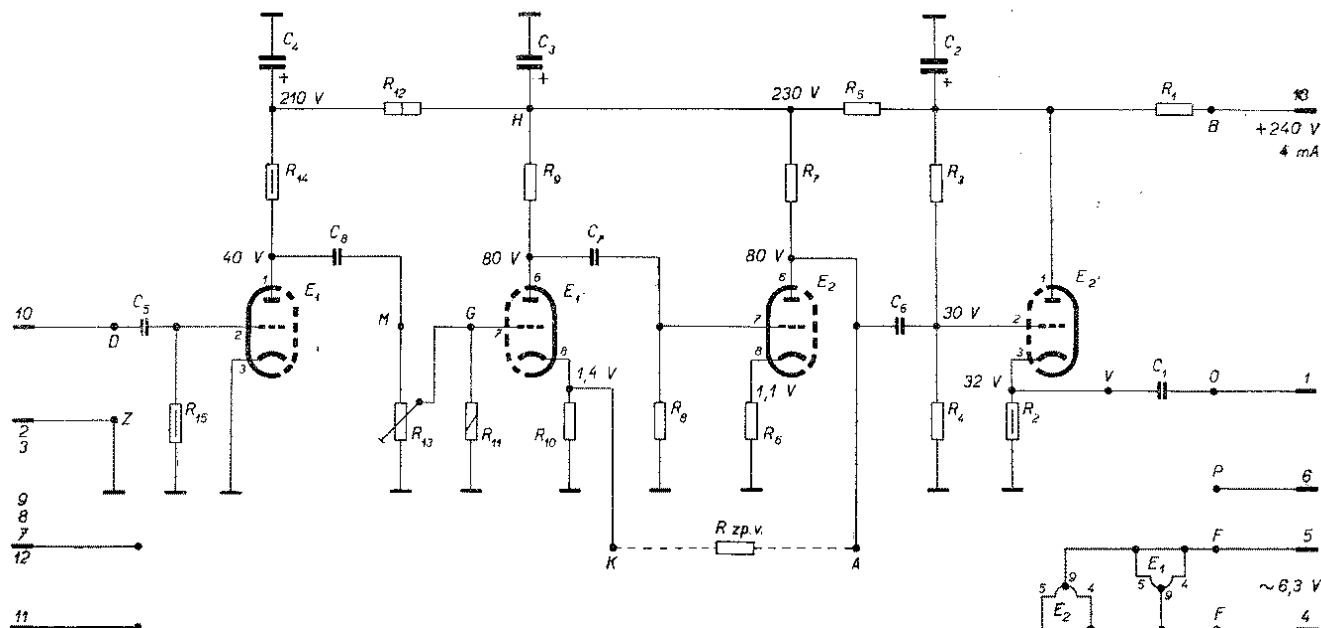 C4
C3
C2
+
+
+
210 V
R12
H
230 V
R5
R1
B
13
+240 V
4 mA
R14
R9
R7
R3
C8
C7
40 V
80 V
80 V
1
E1
6
E1'
6
E2
1
E2'
10
D
C5
2
3
M
G
7
8
7
8
C6
30 V
2
3
1,4 V
1,1 V
32 V
V
C1
O
1
2
3
Z
R15
R13
R11
R10
R8
R6
R4
R2
P
6
9
8
7
12
K
R zp.v.
A
F
5
E1
5
4
9
5
9
4
E2
~6,3 V
11
F
4